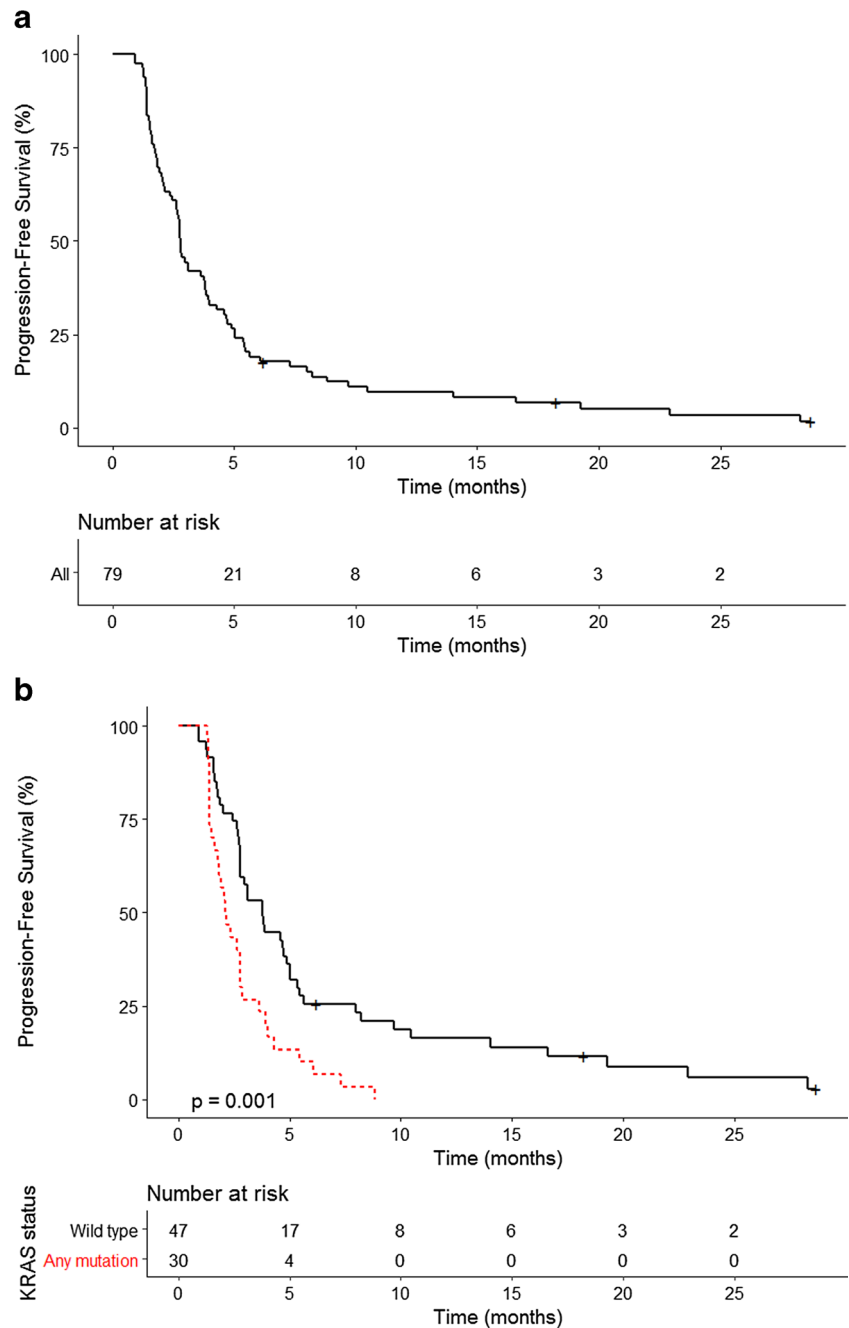 a
Progression-Free Survival (%)
100
75
50
25
0
0 5 10 15 20 25
Time (months)
Number at risk
All 79 21 8 6 3 2
0 5 10 15 20 25
Time (months)
b
Progression-Free Survival (%)
100
75
50
25
0
p = 0.001
0 5 10 15 20 25
Time (months)
Number at risk
KRAS status
Wild type 47 17 8 6 3 2
Any mutation 30 4 0 0 0 0
0 5 10 15 20 25
Time (months)